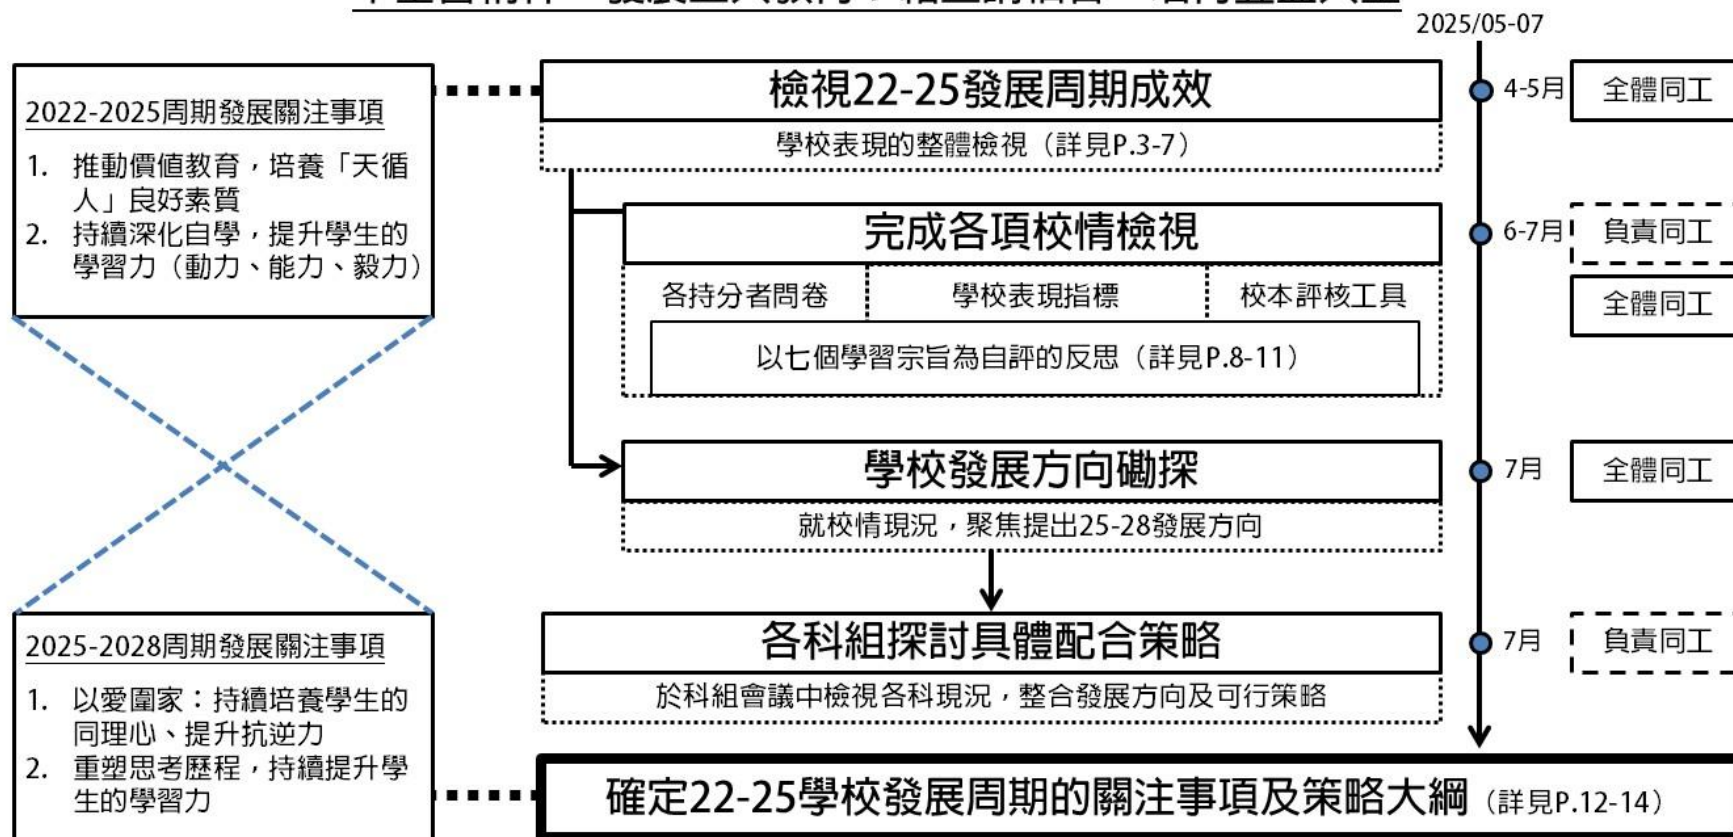 2025/05-07
2022-2025周期發展關注事項
1. 推動價值教育，培養「天循
人」良好素質
2. 持續深化自學，提升學生的
學習力（動力、能力、毅力）
檢視22-25發展周期成效
學校表現的整體檢視（詳見P.3-7）
4-5月
全體同工
完成各項校情檢視
各持分者問卷
學校表現指標
校本評核工具
以七個學習宗旨為自評的反思（詳見P.8-11）
6-7月
負責同工
全體同工
學校發展方向磡探
就校情現況，聚焦提出25-28發展方向
7月
全體同工
各科組探討具體配合策略
於科組會議中檢視各科現況，整合發展方向及可行策略
7月
負責同工
2025-2028周期發展關注事項
1. 以愛圍家：持續培養學生的
同理心、提升抗逆力
2. 重塑思考歷程，持續提升學
生的學習力
確定22-25學校發展周期的關注事項及策略大綱（詳見P.12-14）